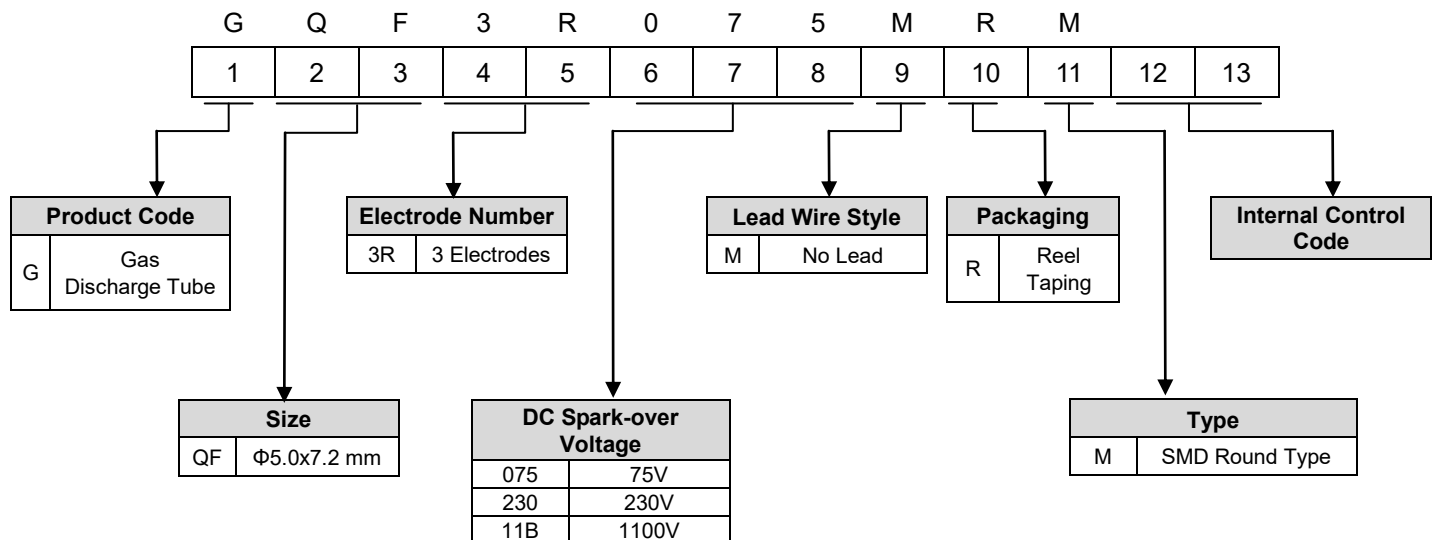 G Q F 3 R 0 7 5 M R M
1 2 3 4 5 6 7 8 9 10 11 12 13
Product Code
G Gas
Discharge Tube
Electrode Number
3R 3 Electrodes
Lead Wire Style
M No Lead
Packaging
R Reel
Taping
Internal Control
Code
Size
QF Φ5.0x7.2 mm
DC Spark-over
Voltage
075 75V
230 230V
11B 1100V
Type
M SMD Round Type